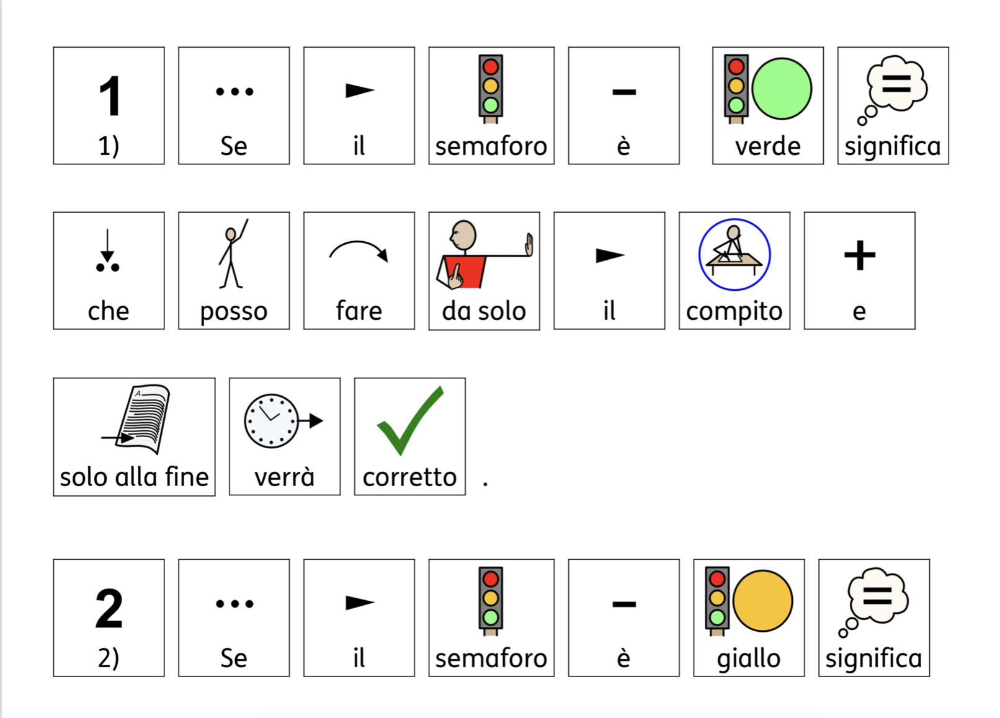 1 ... Se il semaforo è verde significa
1)
che posso fare da solo il compito e
solo alla fine verrà corretto .
2 ... Se il semaforo è giallo significa
2)